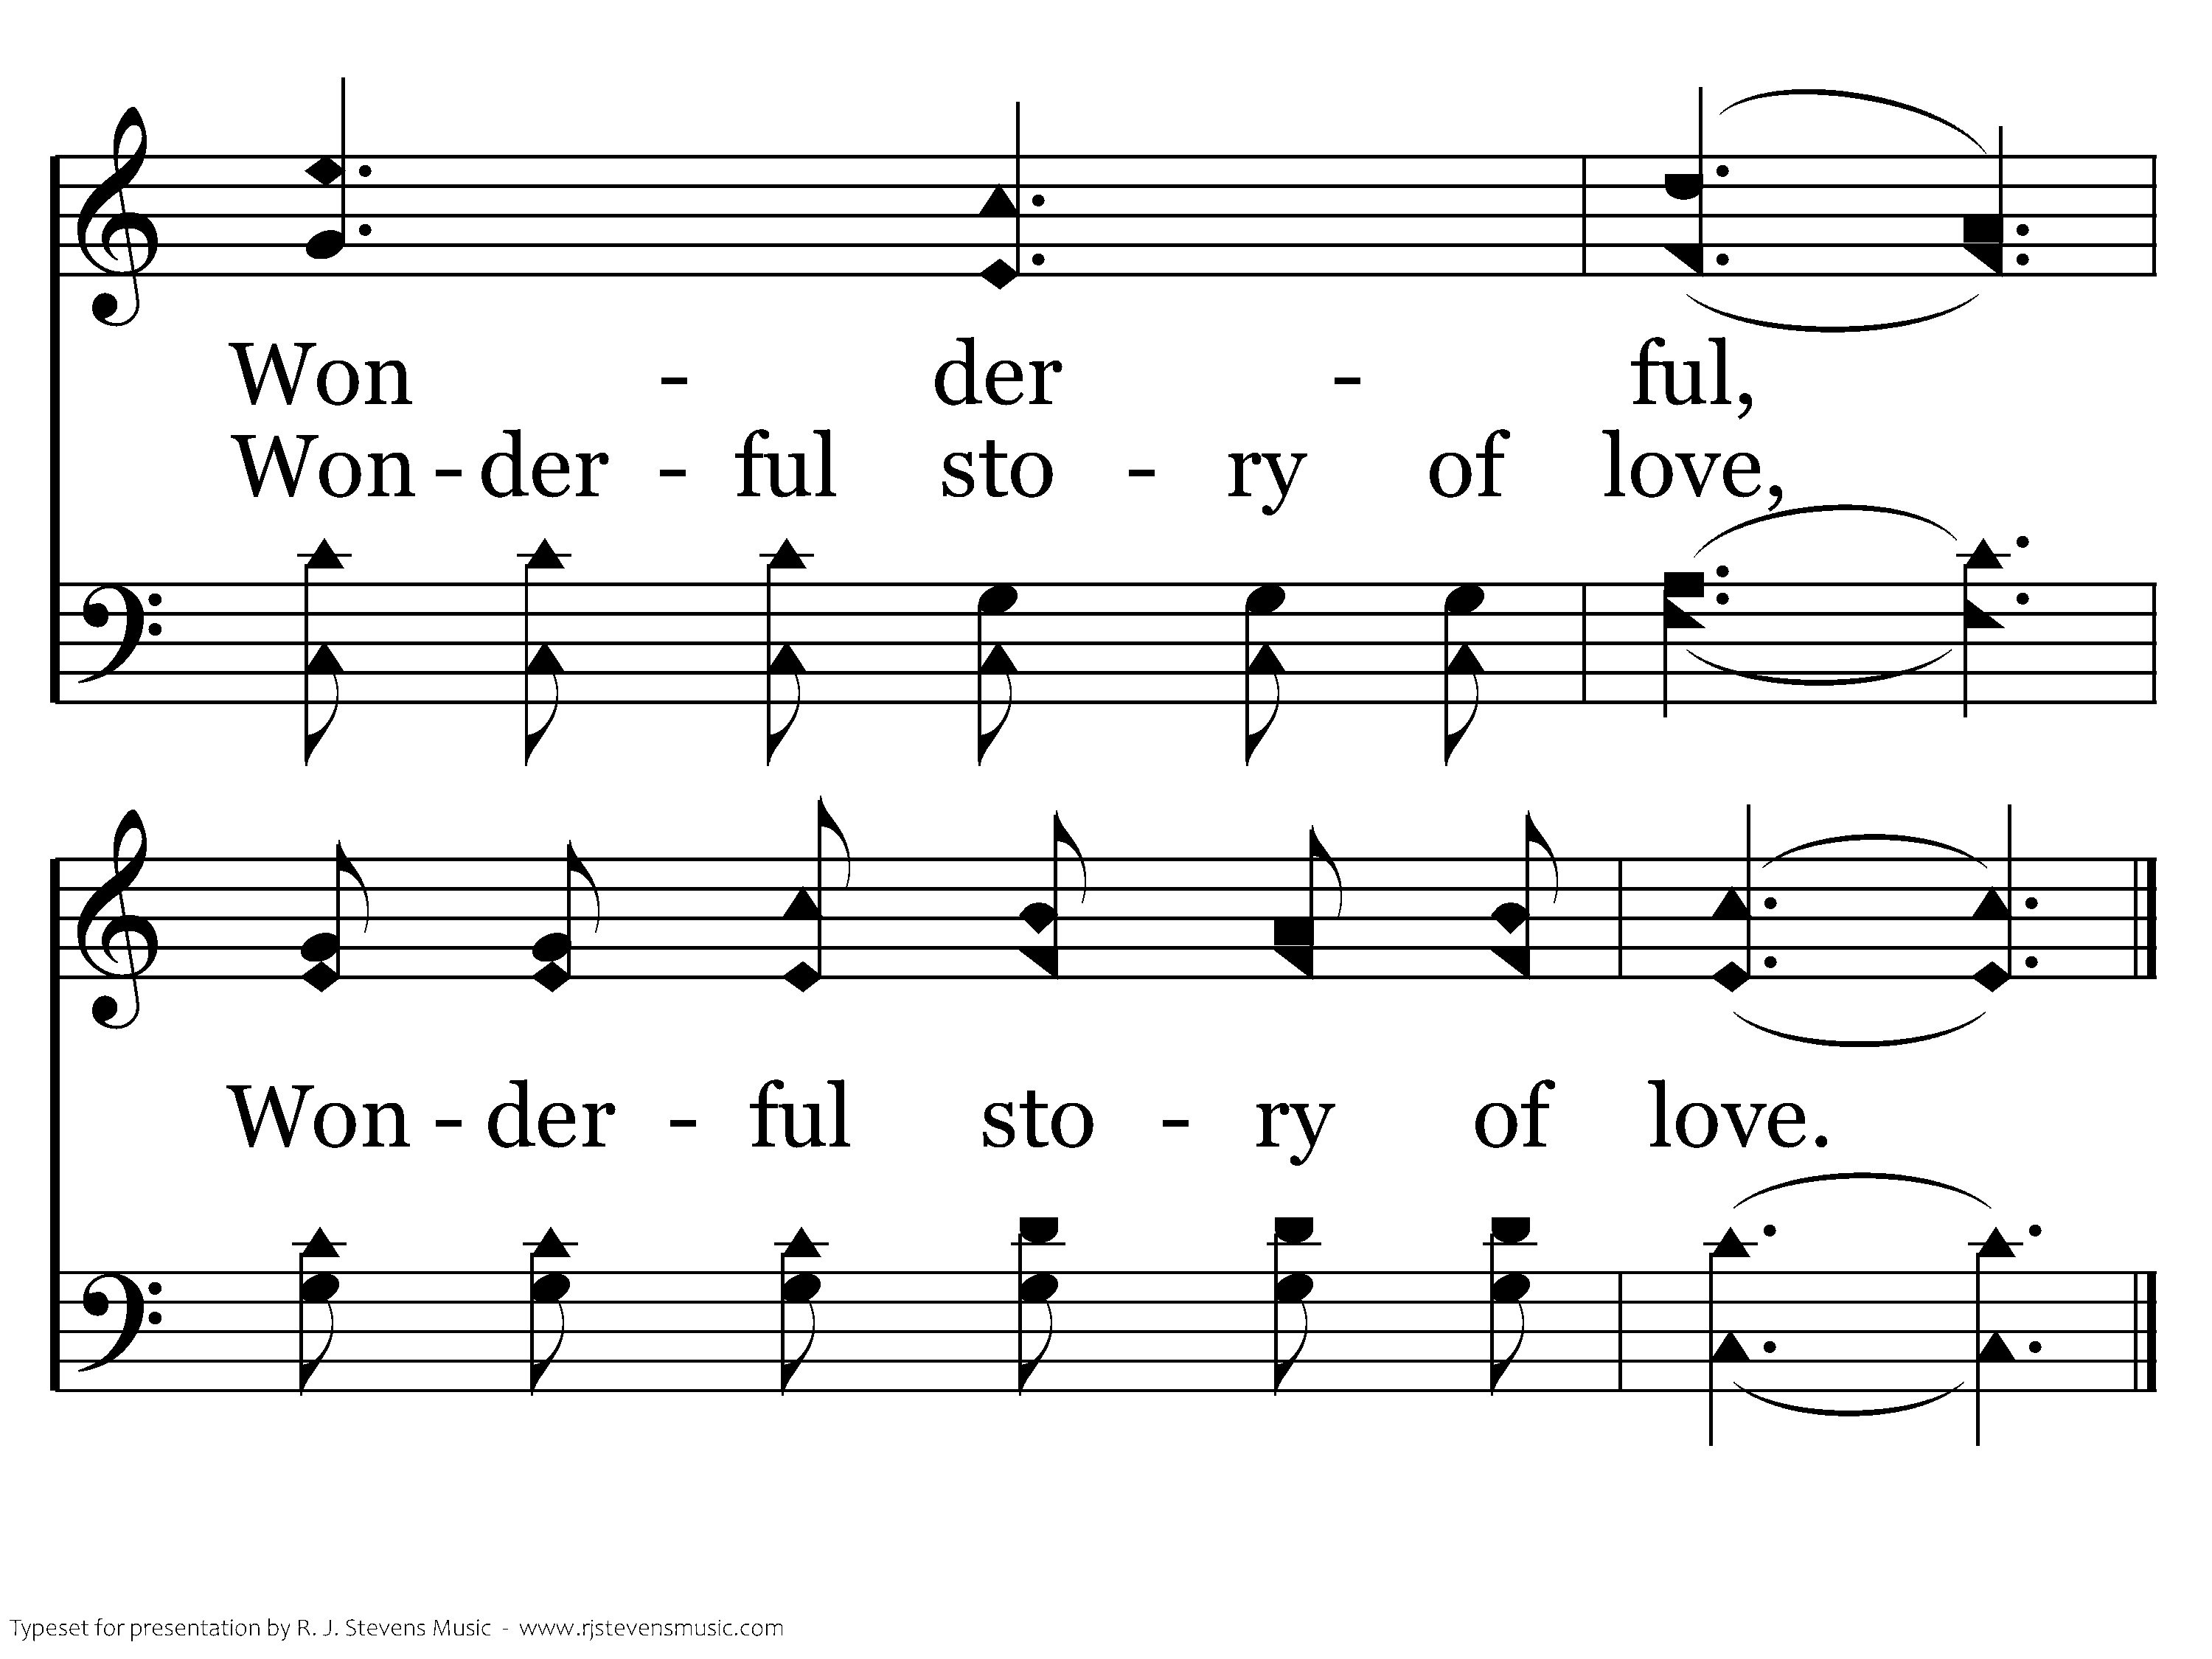 Won - der - ful,
Won - der - ful sto - ry of love,
Won - der - ful sto - ry of love.
Typeset for presentation by R. J. Stevens Music - www.rjstevensmusic.com